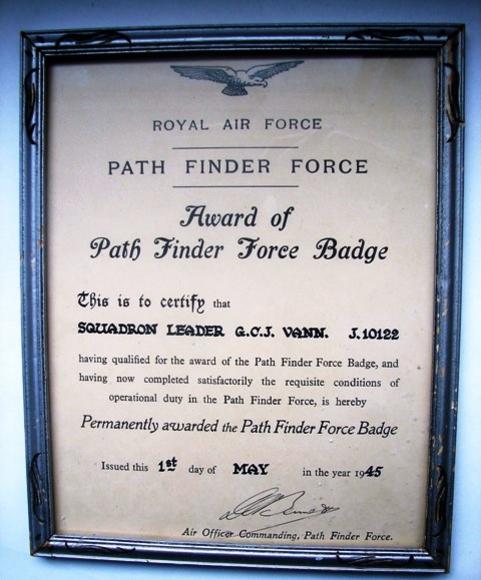 ROYAL AIR FORCE
PATH FINDER FORCE
Award of
Path Finder Force Badge
This is to certify that
SQUADRON LEADER G.C.J. VANN. J.10122
having qualified for the award of the Path Finder Force Badge, and
having now completed satisfactorily the requisite conditions of
operational duty in the Path Finder Force, is hereby
Permanently awarded the Path Finder Force Badge
Issued this 1st day of MAY in the year 1945
Air Officer Commanding, Path Finder Force.